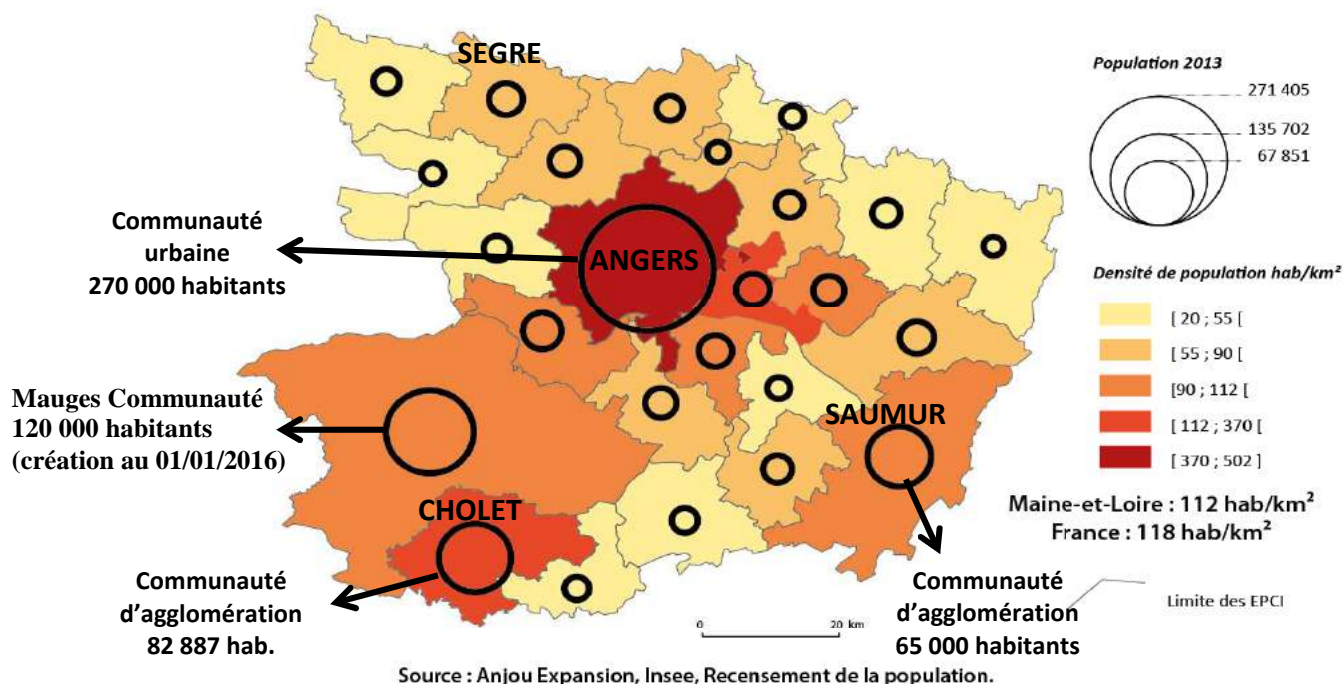 SEGRE
ANGERS
SAUMUR
CHOLET
Communauté
urbaine
270 000 habitants
Mauges Communauté
120 000 habitants
(création au 01/01/2016)
Communauté
d'agglomération
82 887 hab.
Communauté
d'agglomération
65 000 habitants
Population 2013
271 405
135 702
67 851
Densité de population hab/km²
[ 20 ; 55 [
[ 55 ; 90 [
[90 ; 112 [
[ 112 ; 370 [
[ 370 ; 502 ]
Maine-et-Loire : 112 hab/km²
France : 118 hab/km²
Limite des EPCI
0 20 km
Source : Anjou Expansion, Insee, Recensement de la population.